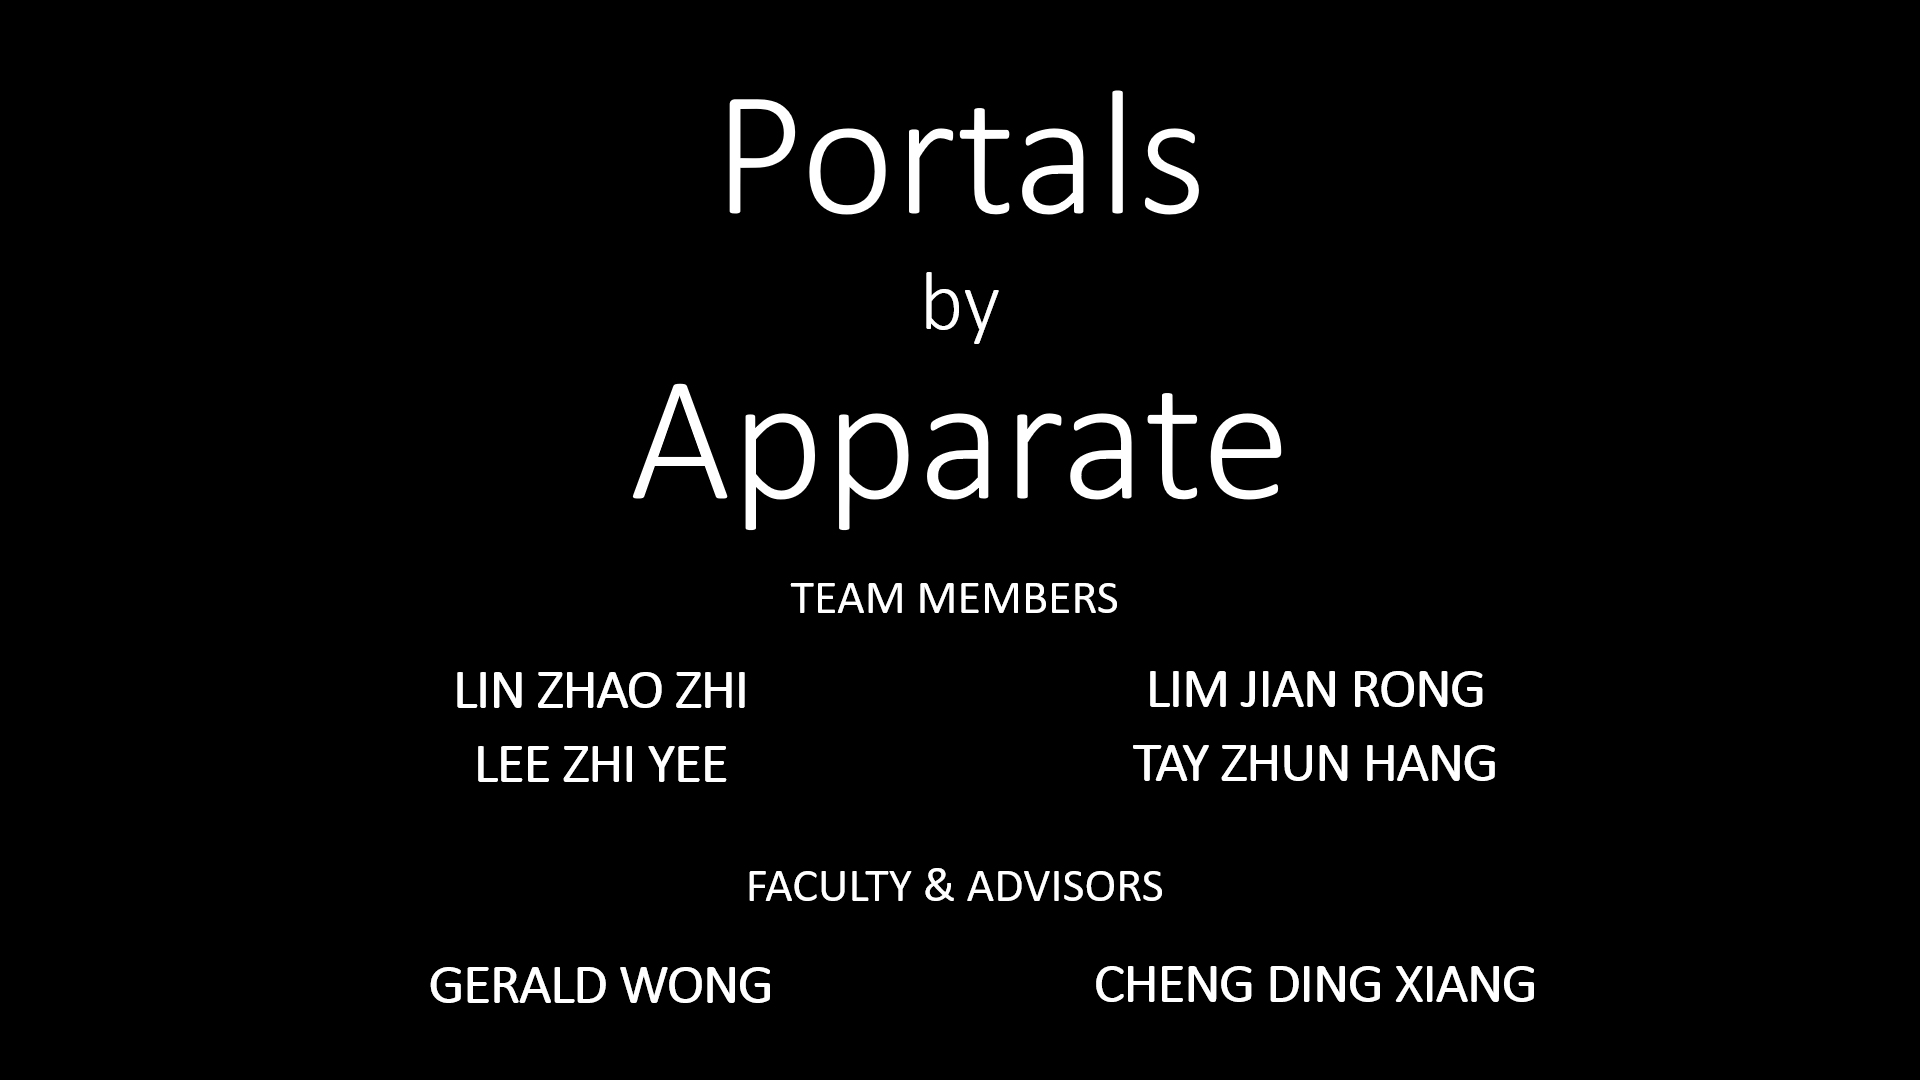 Portals
by
Apparate
TEAM MEMBERS
LIN ZHAO ZHI
LIM JIAN RONG
LEE ZHI YEE
TAY ZHUN HANG
FACULTY & ADVISORS
GERALD WONG
CHENG DING XIANG